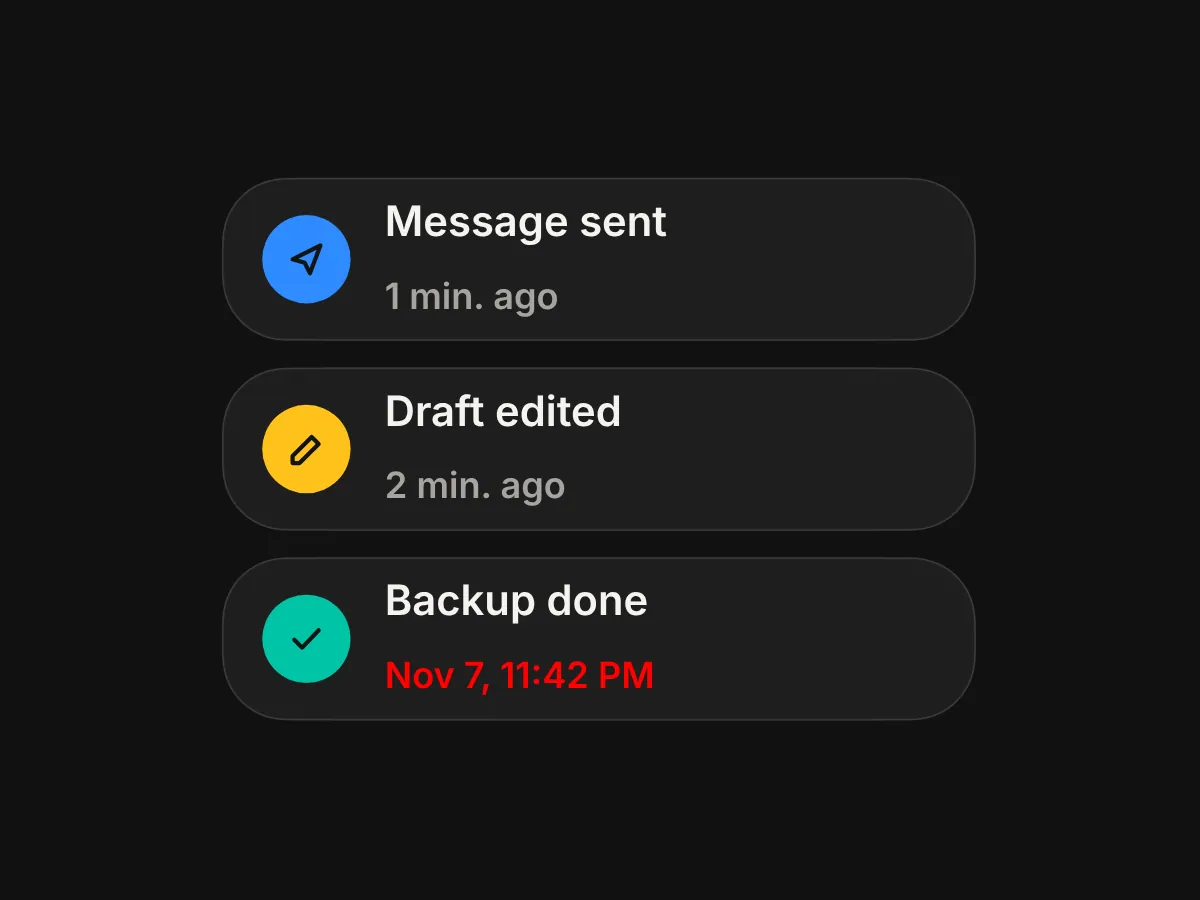 Message sent
1 min. ago
Draft edited
2 min. ago
Backup done
Nov 7, 11:42 PM